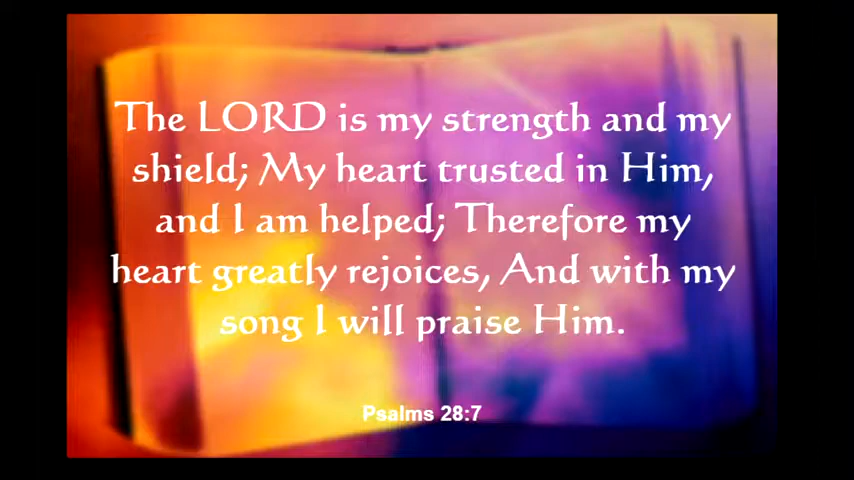 The LORD is my strength and my
shield; My heart trusted in Him,
and I am helped; Therefore my
heart greatly rejoices, And with my
song I will praise Him.
Psalms 28:7